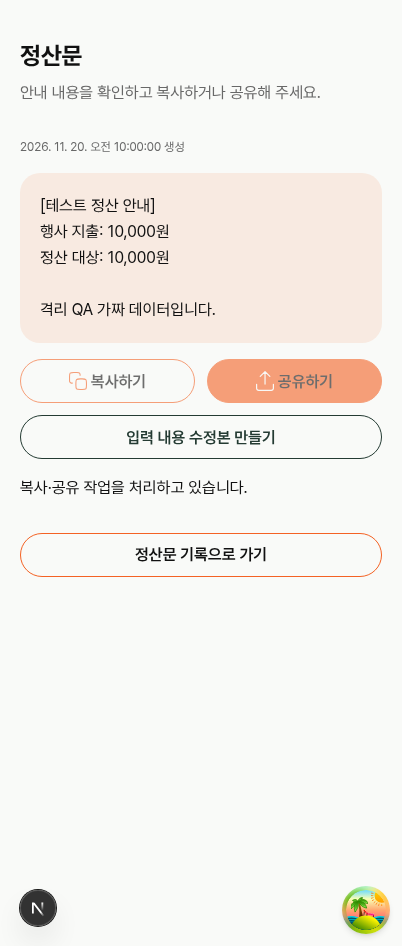 정산문
안내 내용을 확인하고 복사하거나 공유해 주세요.
2026. 11. 20. 오전 10:00:00 생성
[테스트 정산 안내]
행사 지출: 10,000원
정산 대상: 10,000원
격리 QA 가짜 데이터입니다.
복사하기
공유하기
입력 내용 수정본 만들기
복사·공유 작업을 처리하고 있습니다.
정산문 기록으로 가기
N